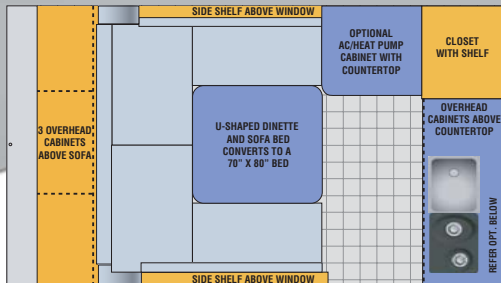 SIDE SHELF ABOVE WINDOW
OPTIONAL
AC/HEAT PUMP
CABINET WITH
COUNTERTOP
CLOSET
WITH SHELF
3 OVERHEAD
CABINETS
ABOVE SOFA
U-SHAPED DINETTE
AND SOFA BED
CONVERTS TO A
70" X 80" BED
OVERHEAD
CABINETS ABOVE
COUNTERTOP
REFER OPT. BELOW
SIDE SHELF ABOVE WINDOW